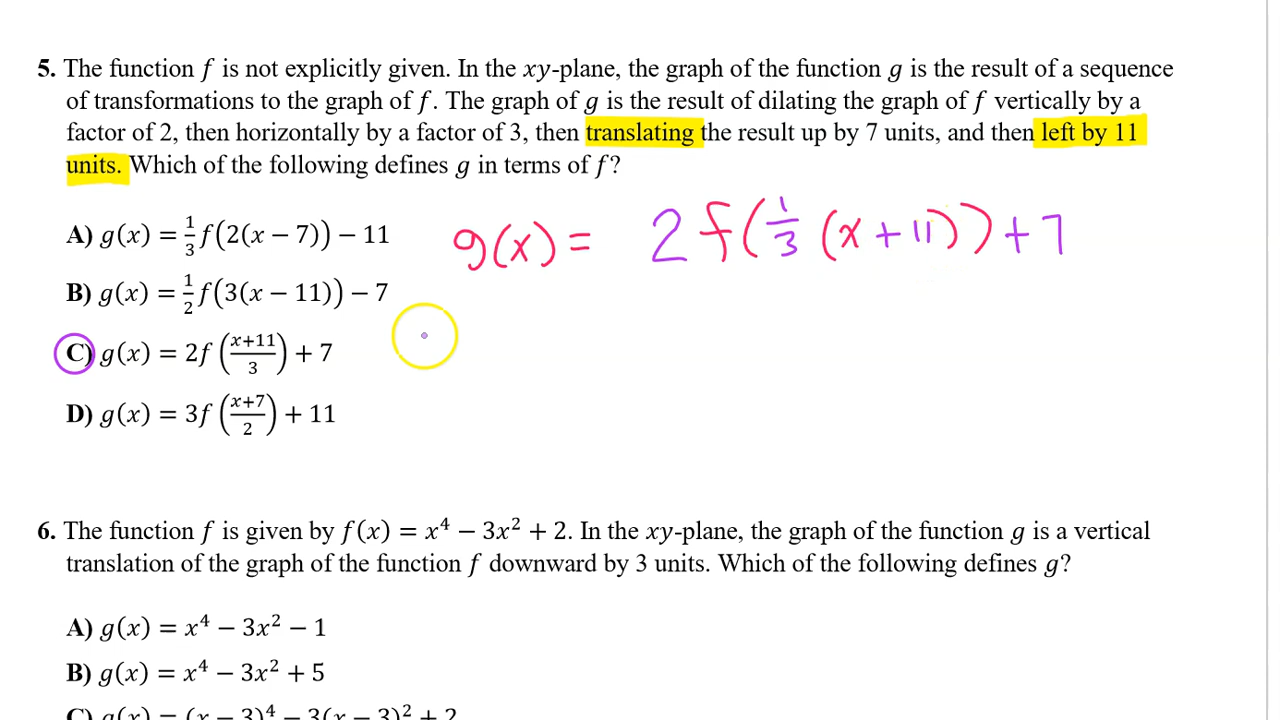 5. The function f is not explicitly given. In the xy-plane, the graph of the function g is the result of a sequence
of transformations to the graph of f. The graph of g is the result of dilating the graph of f vertically by a
factor of 2, then horizontally by a factor of 3, then translating the result up by 7 units, and then left by 11
units. Which of the following defines g in terms of f?
A) g(x) = 1/3 f(2(x − 7)) − 11
g(x) = 2 f(1/3 (x + 11)) + 7
B) g(x) = 1/2 f(3(x − 11)) − 7
C) g(x) = 2f((x+11)/3) + 7
D) g(x) = 3f((x+7)/2) + 11
6. The function f is given by f(x) = x⁴ − 3x² + 2. In the xy-plane, the graph of the function g is a vertical
translation of the graph of the function f downward by 3 units. Which of the following defines g?
A) g(x) = x⁴ − 3x² − 1
B) g(x) = x⁴ − 3x² + 5
C) g(x) = (x − 3)⁴ − 3(x − 3)² + 2